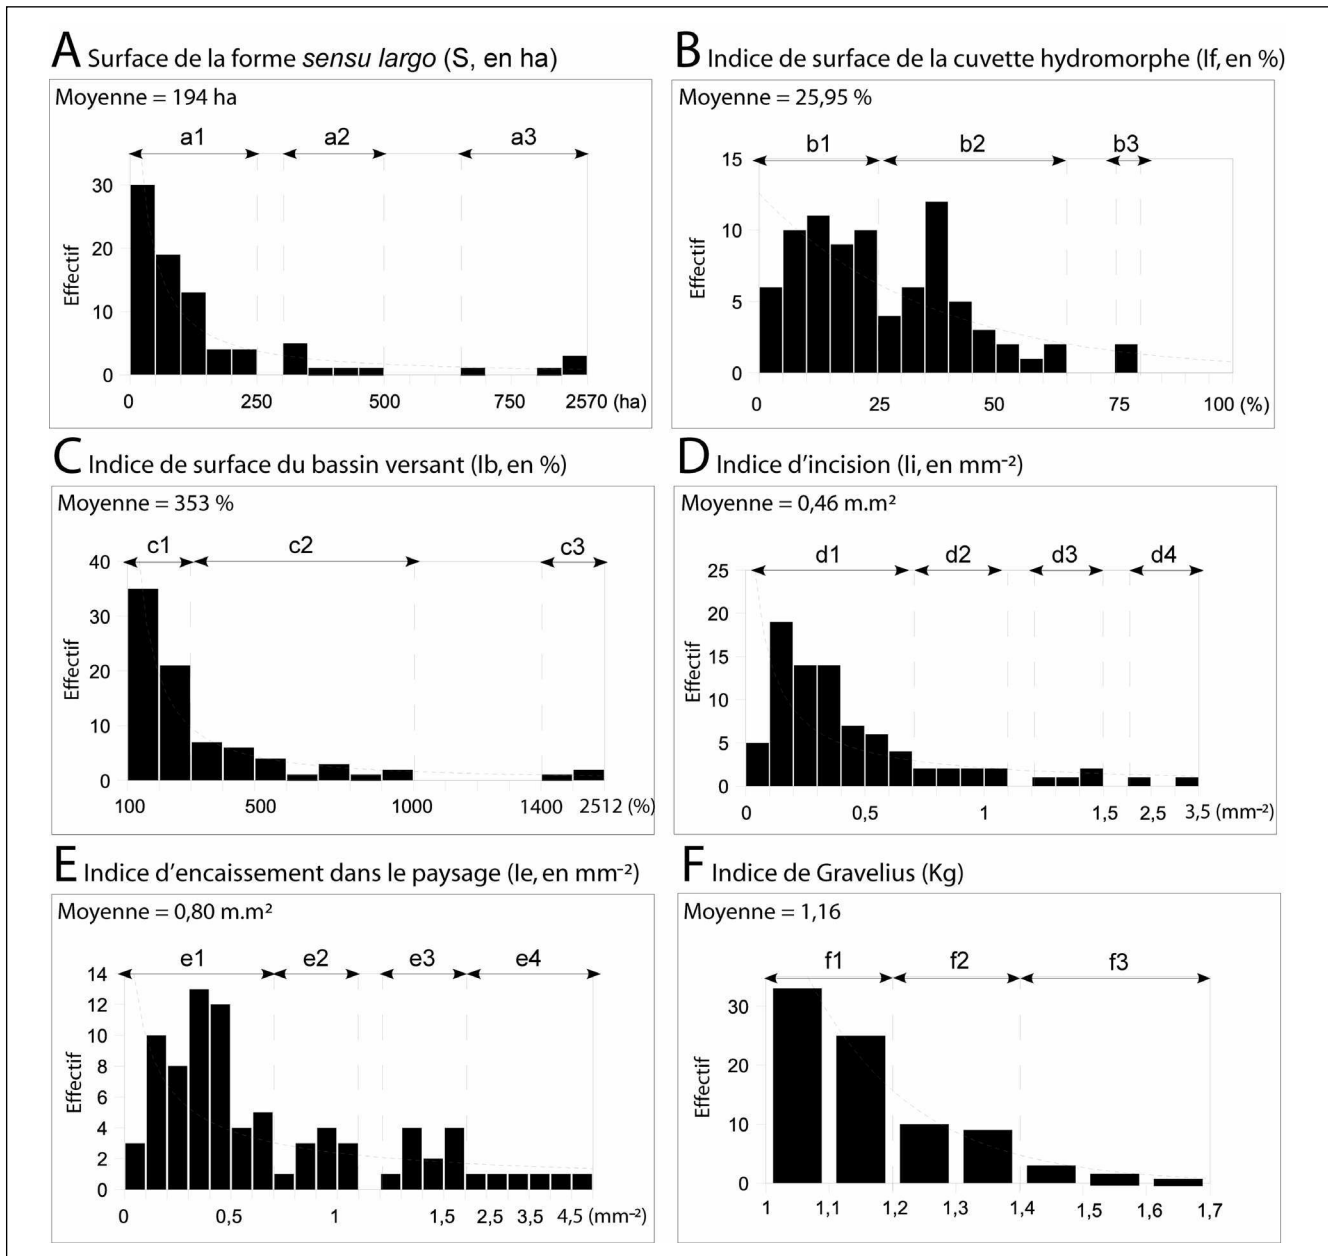 A Surface de la forme sensu largo (S, en ha)
Moyenne = 194 ha
a1 a2 a3
30
20
10
0
Effectif
0 250 500 750 2570 (ha)
B Indice de surface de la cuvette hydromorphe (If, en %)
Moyenne = 25,95 %
b1 b2 b3
15
10
5
0
Effectif
0 25 50 75 100 (%)
C Indice de surface du bassin versant (Ib, en %)
Moyenne = 353 %
c1 c2 c3
40
30
20
10
0
Effectif
100 500 1000 1400 2512 (%)
D Indice d'incision (Ii, en mm⁻²)
Moyenne = 0,46 m.m²
d1 d2 d3 d4
25
20
15
10
5
0
Effectif
0 0,5 1 1,5 2,5 3,5 (mm⁻²)
E Indice d'encaissement dans le paysage (Ie, en mm⁻²)
Moyenne = 0,80 m.m²
e1 e2 e3 e4
14
12
10
8
6
4
2
0
Effectif
0 0,5 1 1,5 2,5 3,5 4,5 (mm⁻²)
F Indice de Gravelius (Kg)
Moyenne = 1,16
f1 f2 f3
30
20
10
0
Effectif
1 1,1 1,2 1,3 1,4 1,5 1,6 1,7